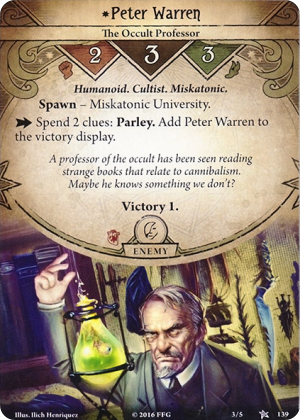 *Peter Warren
The Occult Professor
2 3 3
Humanoid. Cultist. Miskatonic.
Spawn – Miskatonic University.
Spend 2 clues: Parley. Add Peter Warren to
the victory display.
A professor of the occult has been seen reading
strange books that relate to cannibalism.
Maybe he knows something we don't?
Victory 1.
ENEMY
Illus. Ilich Henriquez © 2016 FFG 3/5 139